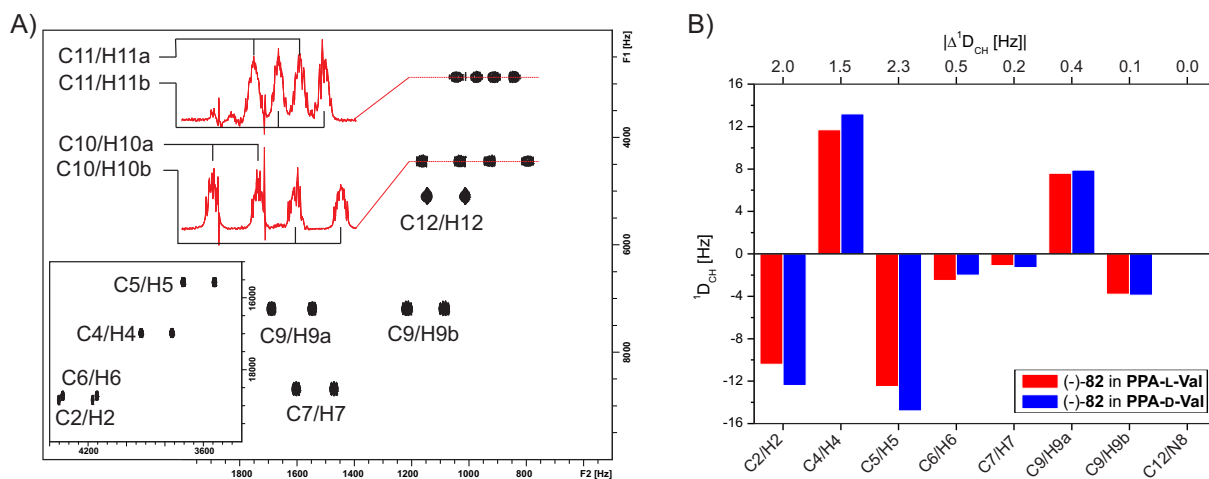 A)
C11/H11a
C11/H11b
C10/H10a
C10/H10b
C12/H12
C5/H5
C4/H4
C6/H6
C2/H2
C9/H9a
C9/H9b
C7/H7
16000
18000
4200
3600
F1 [Hz]
4000
6000
8000
1800
1600
1400
1200
1000
800
600
F2 [Hz]
B)
|Δ¹D_CH [Hz]|
2.0 1.5 2.3 0.5 0.2 0.4 0.1 0.0
16
12
8
4
0
-4
-8
-12
-16
¹D_CH [Hz]
(-)-82 in PPA-L-Val
(-)-82 in PPA-D-Val
C2/H2
C4/H4
C5/H5
C6/H6
C7/H7
C9/H9a
C9/H9b
C12/N8